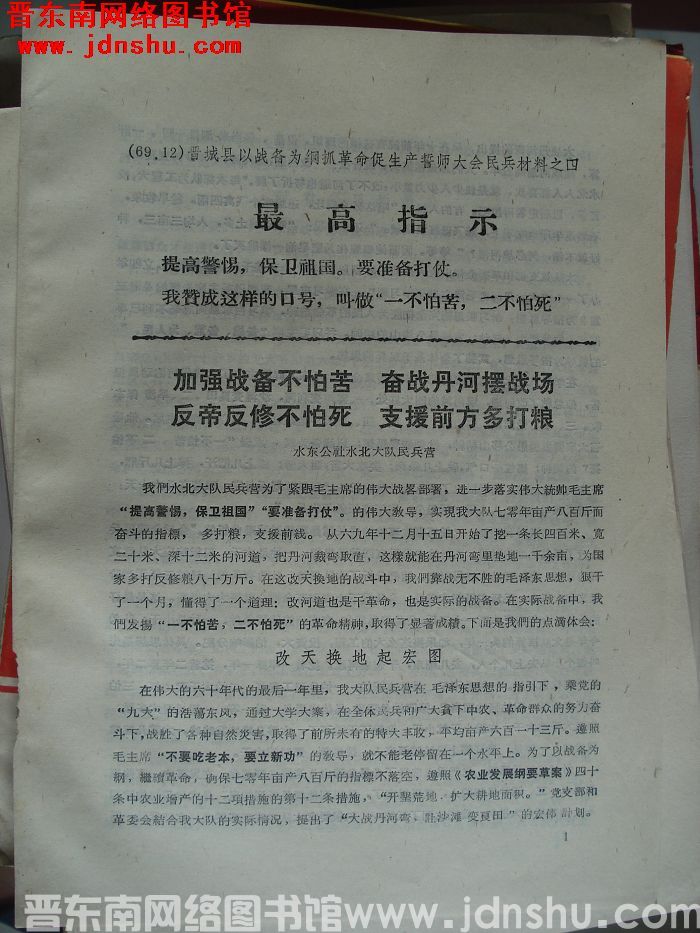 晋东南网络图书馆
www.jdnshu.com
(69.12)晋城县以战备为纲抓革命促生产誓师大会民兵材料之四
最高指示
提高警惕，保卫祖国。要准备打仗。
我赞成这样的口号，叫做“一不怕苦，二不怕死”
加强战备不怕苦 奋战丹河摆战场
反帝反修不怕死 支援前方多打粮
水东公社水北大队民兵营
我們水北大队民兵营为了紧跟毛主席的伟大战畧部署，进一步落实伟大統帅毛主席
“提高警惕，保卫祖国”“要准备打仗”。的伟大教导，实現我大队七零年亩产八百斤而
奋斗的指標， 多打粮，支援前线。 从六九年十二月十五日开始了挖一条长四百米、宽
二十米、深十二米的河道，把丹河裁弯取直，这樣就能在丹河弯里垫地一千余亩，为国
家多打反修粮八十万斤。在这改天换地的战斗中，我們靠战无不胜的毛泽东思想，狠干
了一个月，懂得了一个道理：改河道也是干革命，也是实际的战备。在实际战备中，我
們发揚“一不怕苦，二不怕死”的革命精神，取得了显著成績。下面是我們的点滴体会：
改天换地起宏图
在伟大的六十年代的最后一年里，我大队民兵营在毛泽东思想的指引下，乘党的
“九大”的浩荡东风，通过大学大寨，在全体民兵和广大貧下中农、革命群众的努力奋
斗下，战胜了各种自然灾害，取得了前所未有的特大丰收，平均亩产六百一十三斤。遵照
毛主席“不要吃老本，要立新功”的敎导，就不能老停留在一个水平上。为了以战备为
纲，繼續革命，确保七零年亩产八百斤的指標不落空，遵照《农业发展纲要草案》四十
条中农业增产的十二項措施的第十二条措施，“开墾荒地、扩大耕地面积。”党支部和
革委会結合我大队的实际情况，提出了“大战丹河弯，胜沙滩变良田”的宏伟計划。
1
晋东南网络图书馆 www.jdnshu.com